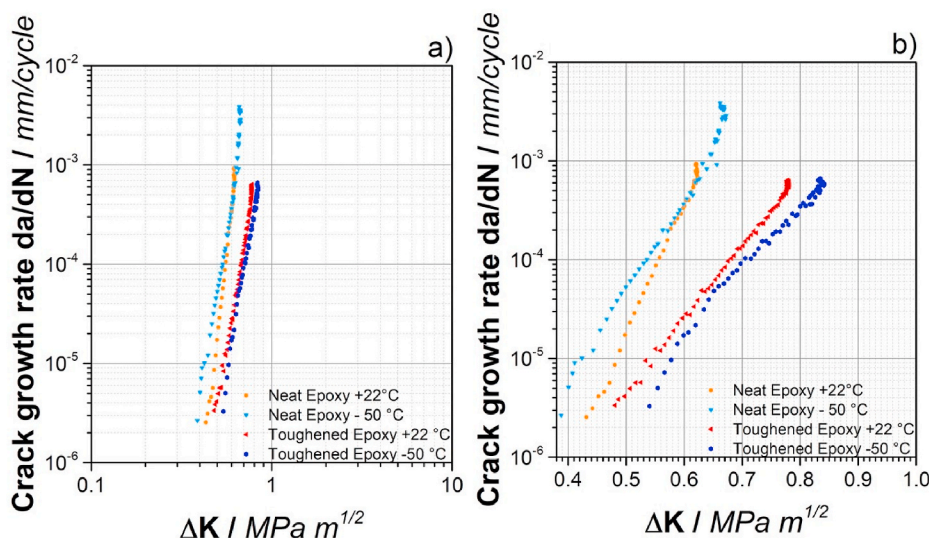 a)
Crack growth rate da/dN / mm/cycle
10⁻²
10⁻³
10⁻⁴
10⁻⁵
10⁻⁶
Neat Epoxy +22°C
Neat Epoxy - 50 °C
Toughened Epoxy +22 °C
Toughened Epoxy -50 °C
0.1
1
10
ΔK / MPa m^1/2
b)
Crack growth rate da/dN / mm/cycle
10⁻²
10⁻³
10⁻⁴
10⁻⁵
10⁻⁶
Neat Epoxy +22°C
Neat Epoxy - 50 °C
Toughened Epoxy +22 °C
Toughened Epoxy -50 °C
0.4
0.5
0.6
0.7
0.8
0.9
1.0
ΔK / MPa m^1/2